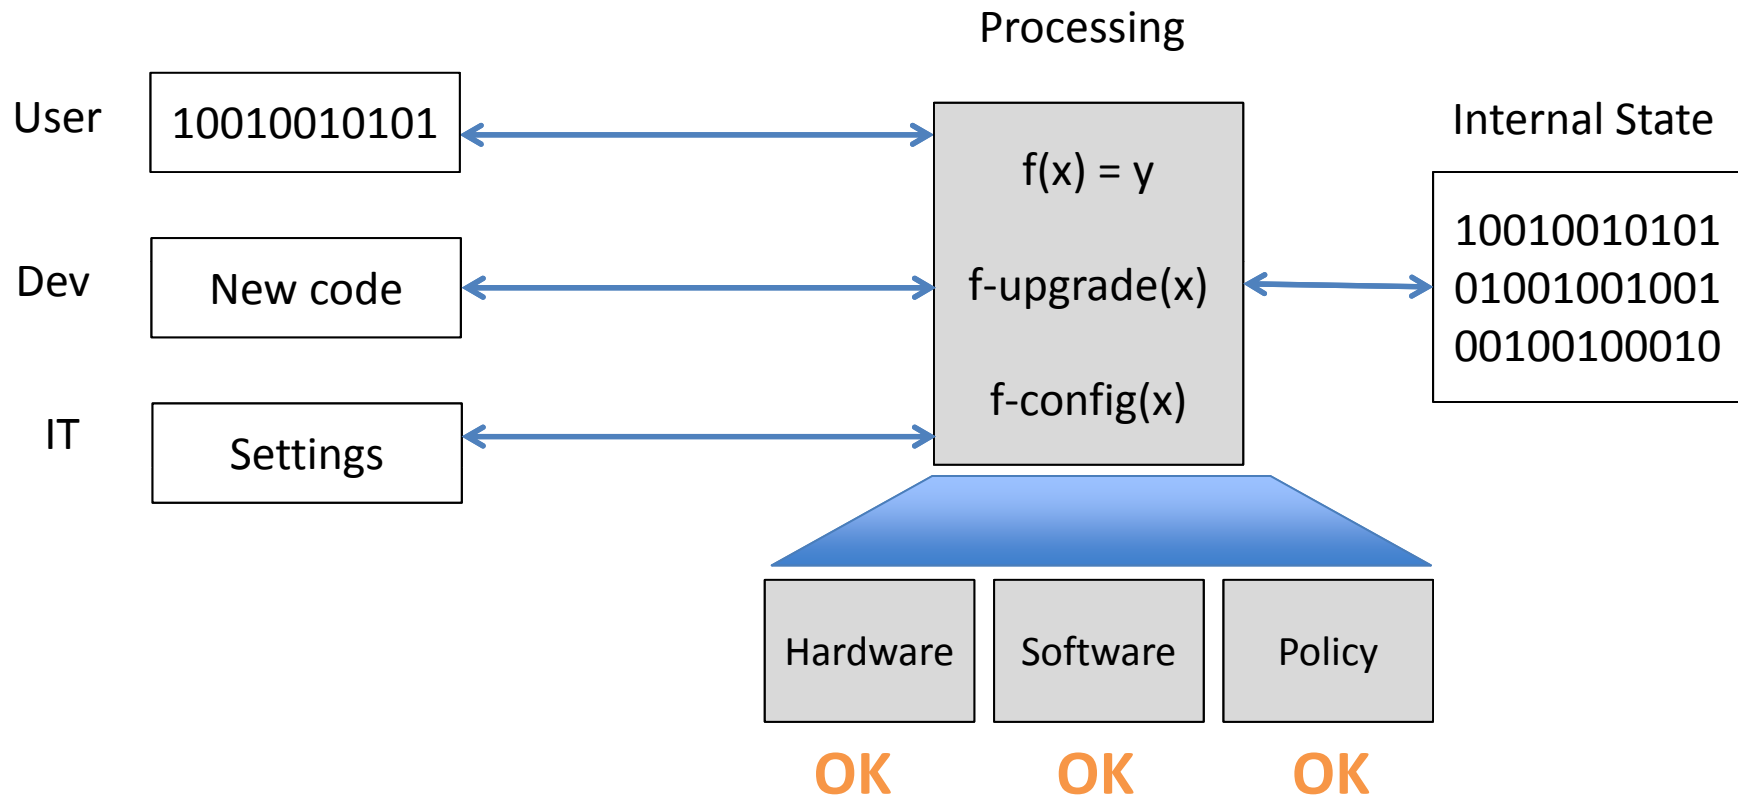 Processing
User
10010010101
f(x) = y
Internal State
10010010101
01001001001
00100100010
Dev
New code
f-upgrade(x)
IT
Settings
f-config(x)
Hardware
Software
Policy
OK
OK
OK